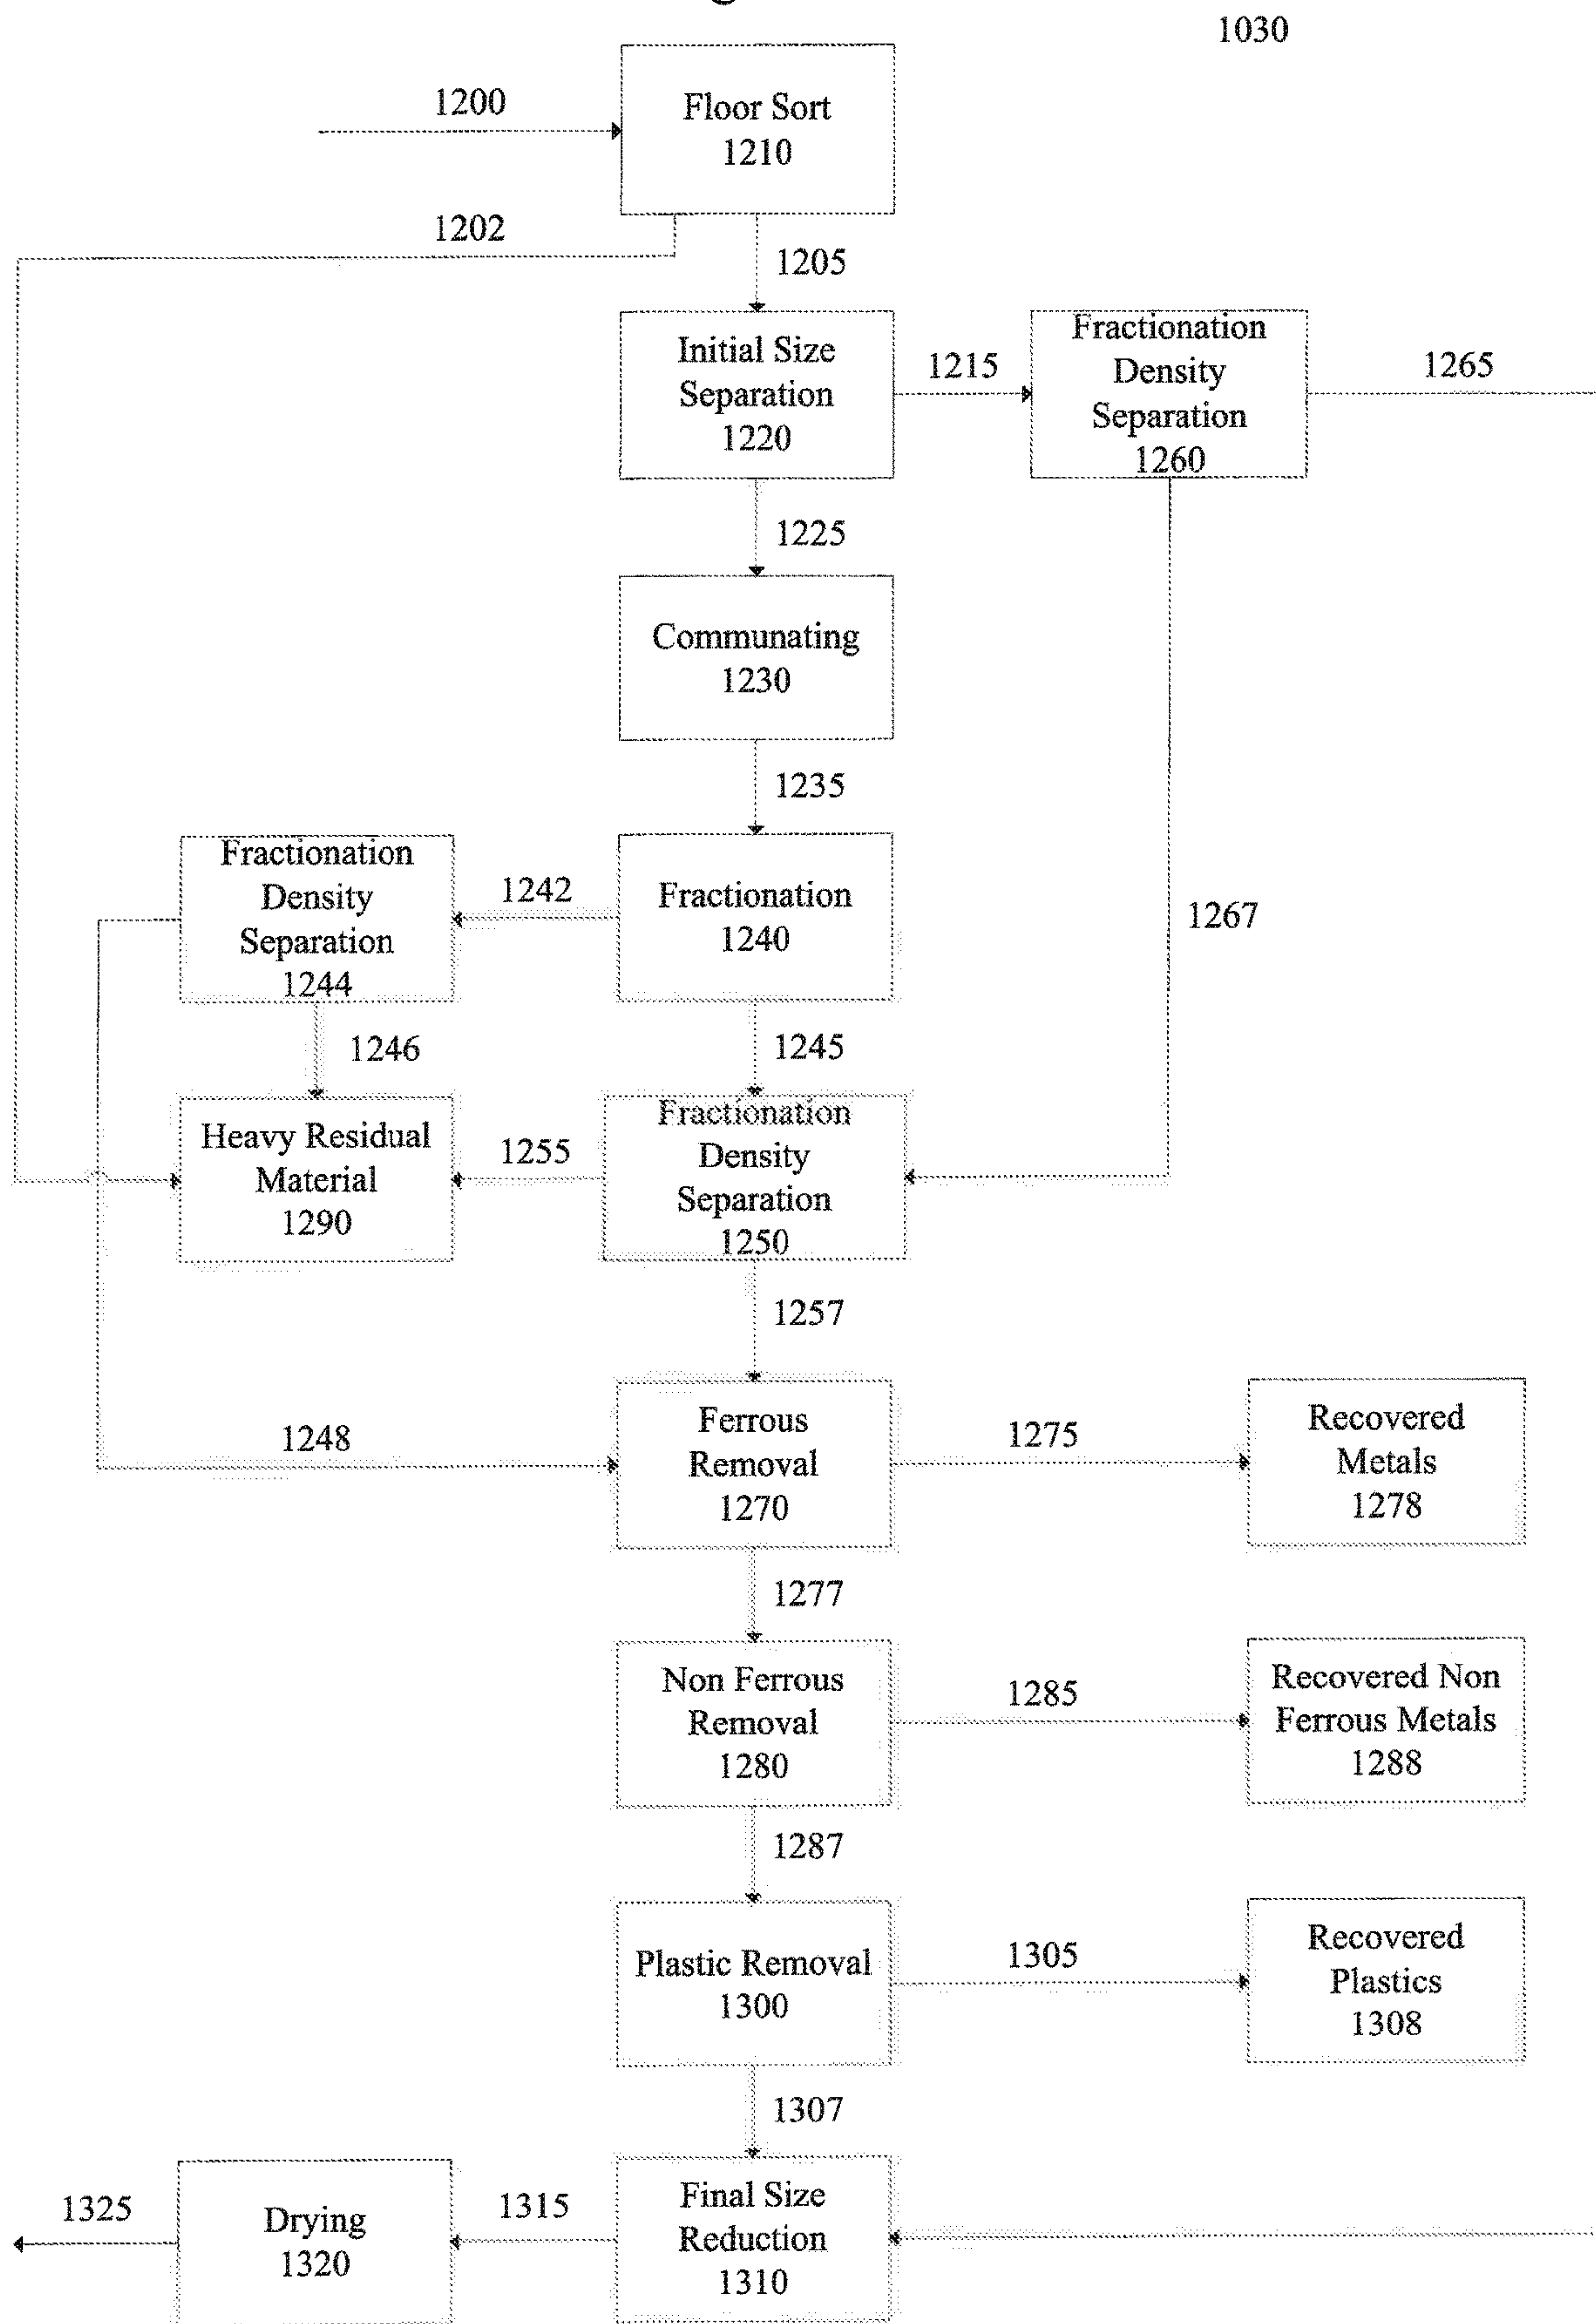 1030
1200
Floor Sort
1210
1202
1205
Initial Size
Separation
1220
1215
Fractionation
Density
Separation
1260
1265
1225
Communating
1230
1235
Fractionation
Density
Separation
1244
1242
Fractionation
1240
1267
1246
1245
Heavy Residual
Material
1290
1255
Fractionation
Density
Separation
1250
1257
1248
Ferrous
Removal
1270
1275
Recovered
Metals
1278
1277
Non Ferrous
Removal
1280
1285
Recovered Non
Ferrous Metals
1288
1287
Plastic Removal
1300
1305
Recovered
Plastics
1308
1307
1325
Drying
1320
1315
Final Size
Reduction
1310